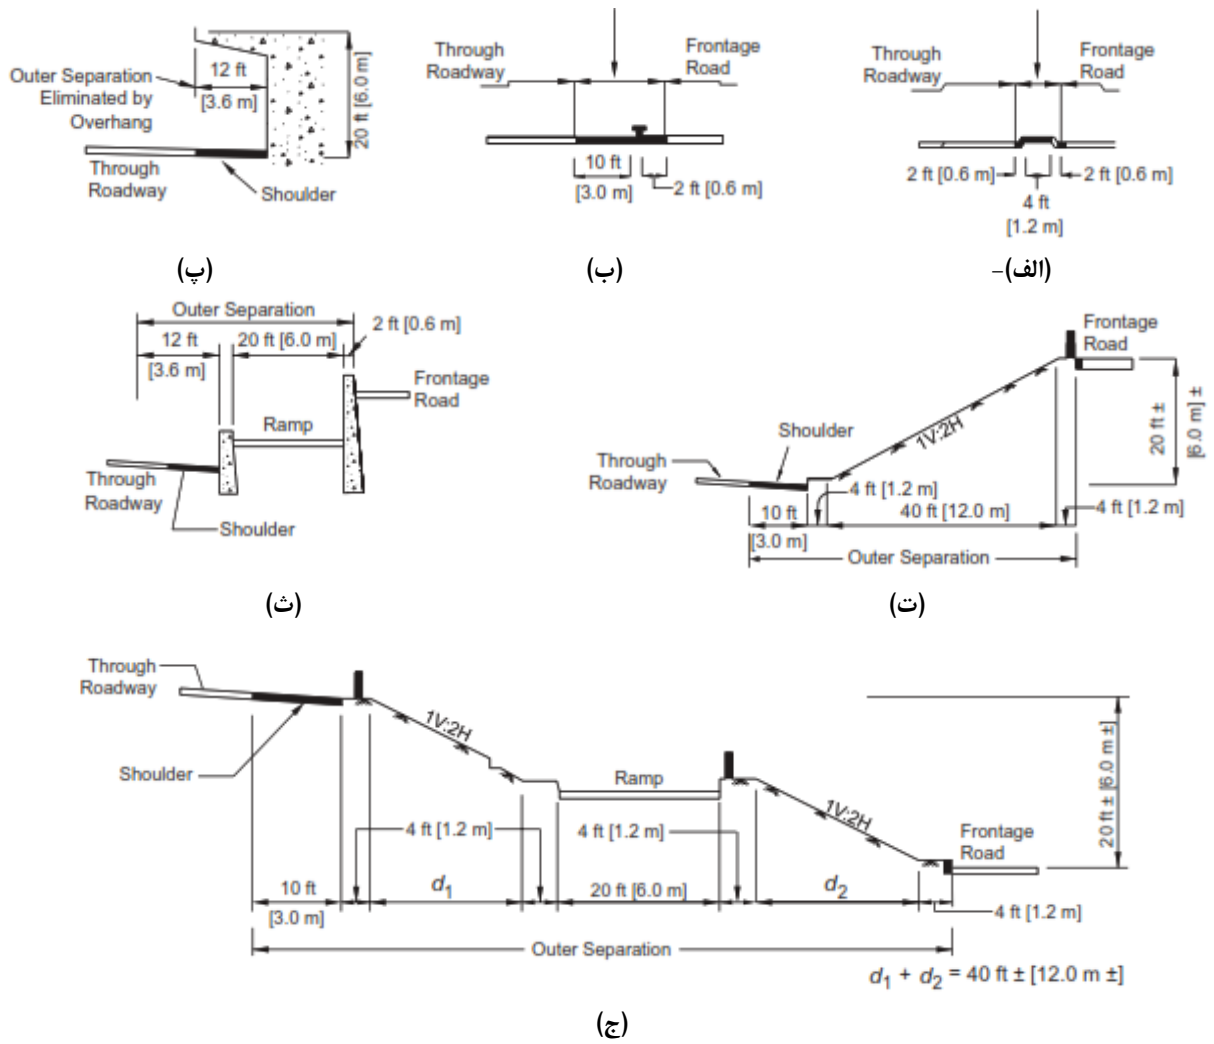 12 ft
[3.6 m]
Outer Separation
Eliminated by
Overhang
20 ft [6.0 m]
Through
Roadway
Shoulder
(پ)
Through
Roadway
Frontage
Road
10 ft
[3.0 m]
2 ft [0.6 m]
(ب)
Through
Roadway
Frontage
Road
2 ft [0.6 m]
4 ft
[1.2 m]
2 ft [0.6 m]
(الف)-
Outer Separation
12 ft
[3.6 m]
20 ft [6.0 m]
2 ft [0.6 m]
Frontage
Road
Ramp
Through
Roadway
Shoulder
(ث)
Frontage
Road
20 ft ±
[6.0 m] ±
1V:2H
Shoulder
Through
Roadway
4 ft [1.2 m]
10 ft
[3.0 m]
40 ft [12.0 m]
4 ft [1.2 m]
Outer Separation
(ت)
Through
Roadway
Shoulder
1V:2H
Ramp
1V:2H
20 ft ± [6.0 m ±]
Frontage
Road
4 ft [1.2 m]
4 ft [1.2 m]
10 ft
[3.0 m]
d1
20 ft [6.0 m]
d2
4 ft [1.2 m]
Outer Separation
d1 + d2 = 40 ft ± [12.0 m ±]
(ج)